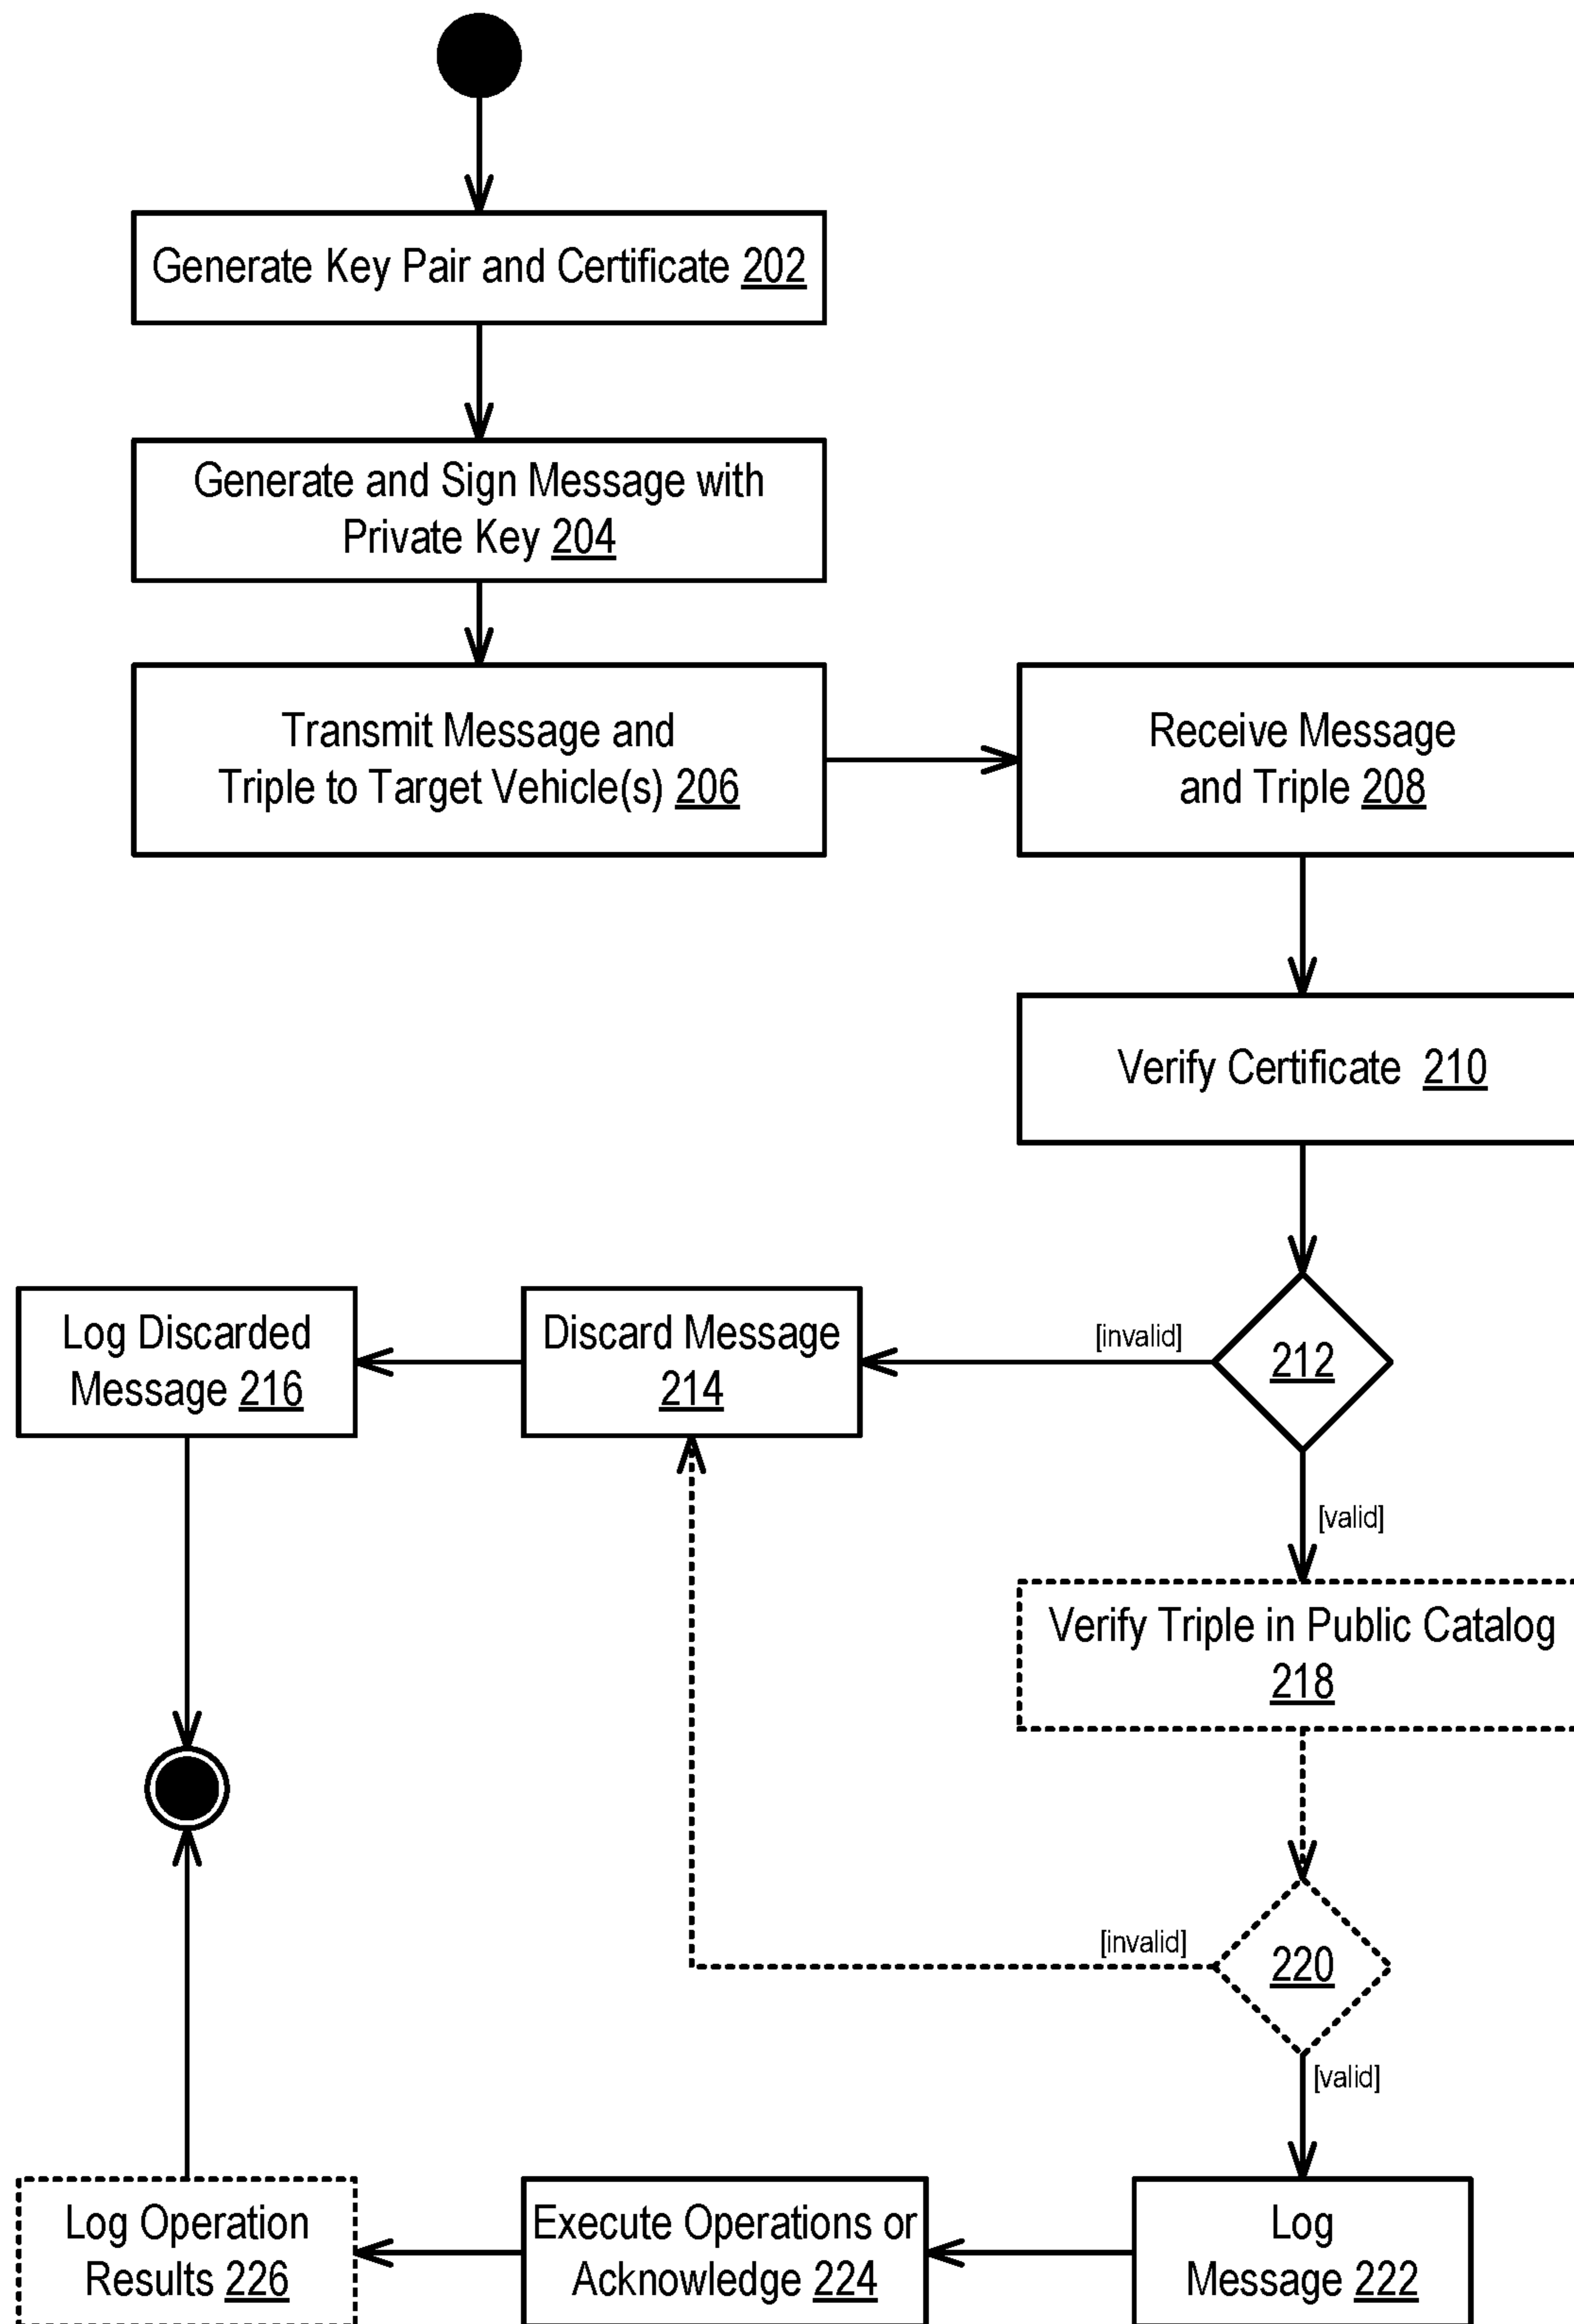 Generate Key Pair and Certificate 202
Generate and Sign Message with
Private Key 204
Transmit Message and
Triple to Target Vehicle(s) 206
Receive Message
and Triple 208
Verify Certificate 210
212
[invalid]
Discard Message
214
Log Discarded
Message 216
[valid]
Verify Triple in Public Catalog
218
220
[invalid]
[valid]
Log
Message 222
Execute Operations or
Acknowledge 224
Log Operation
Results 226